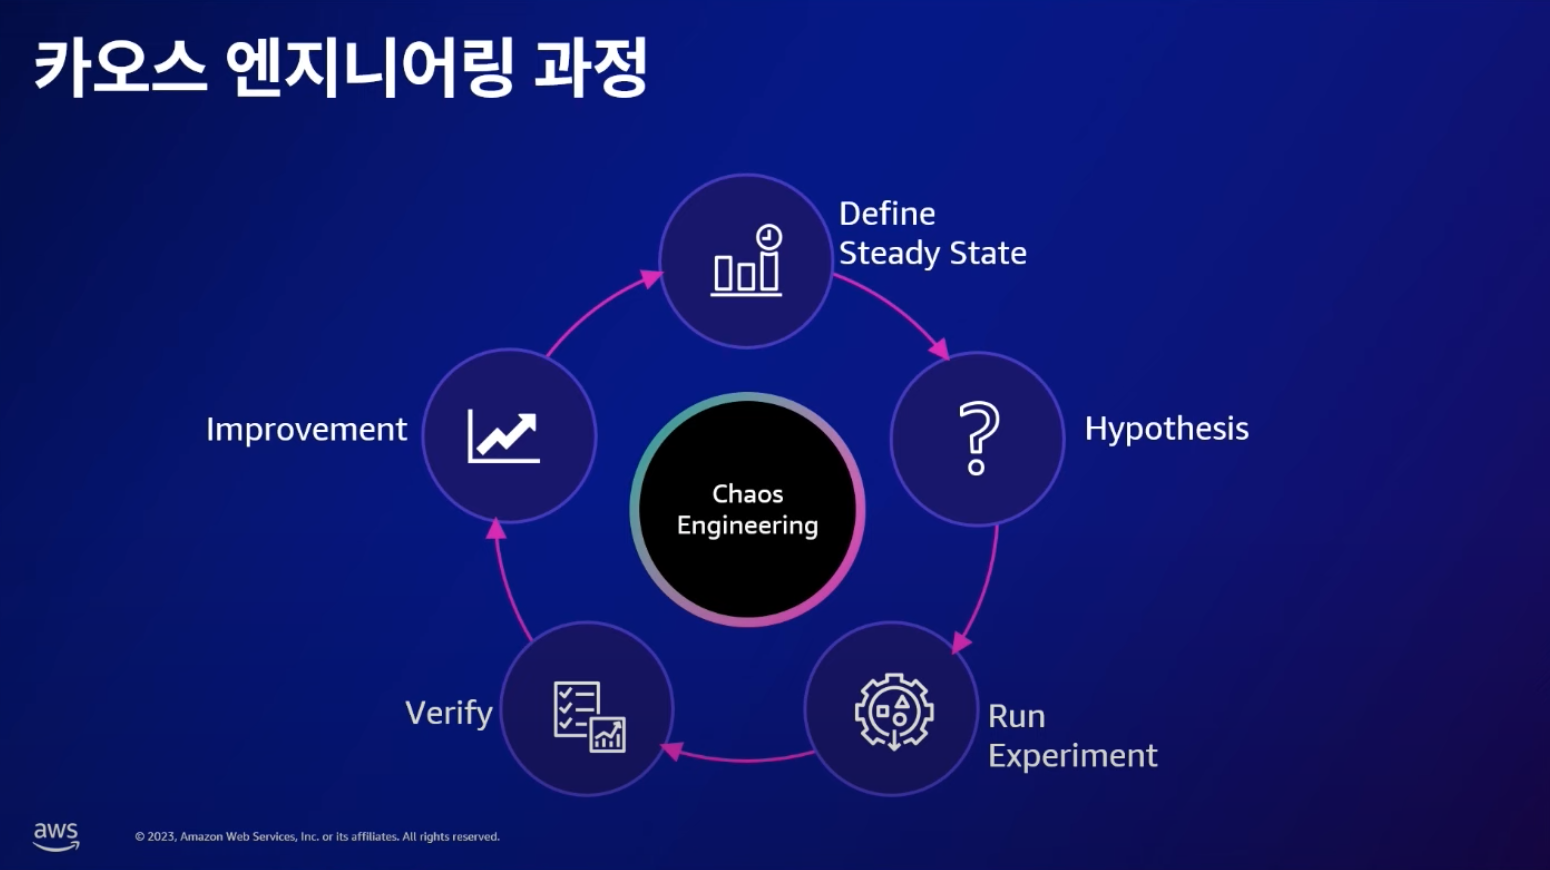 카오스 엔지니어링 과정
Define
Steady State
Hypothesis
Run
Experiment
Verify
Improvement
Chaos
Engineering
aws
© 2023, Amazon Web Services, Inc. or its affiliates. All rights reserved.